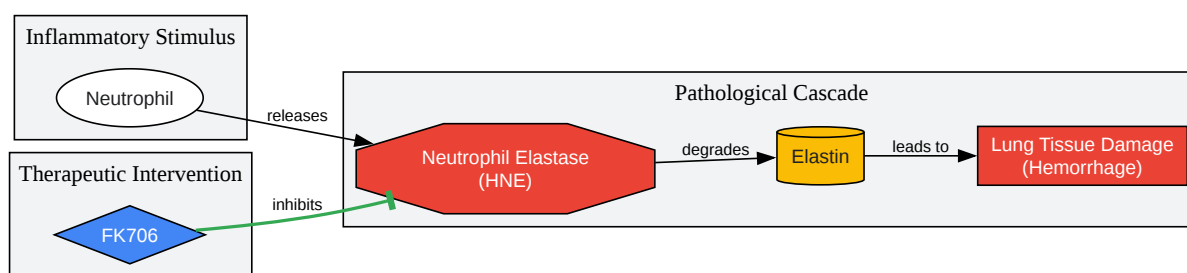 Inflammatory Stimulus
Neutrophil
releases
Therapeutic Intervention
FK706
inhibits
Pathological Cascade
Neutrophil Elastase
(HNE)
degrades
Elastin
leads to
Lung Tissue Damage
(Hemorrhage)